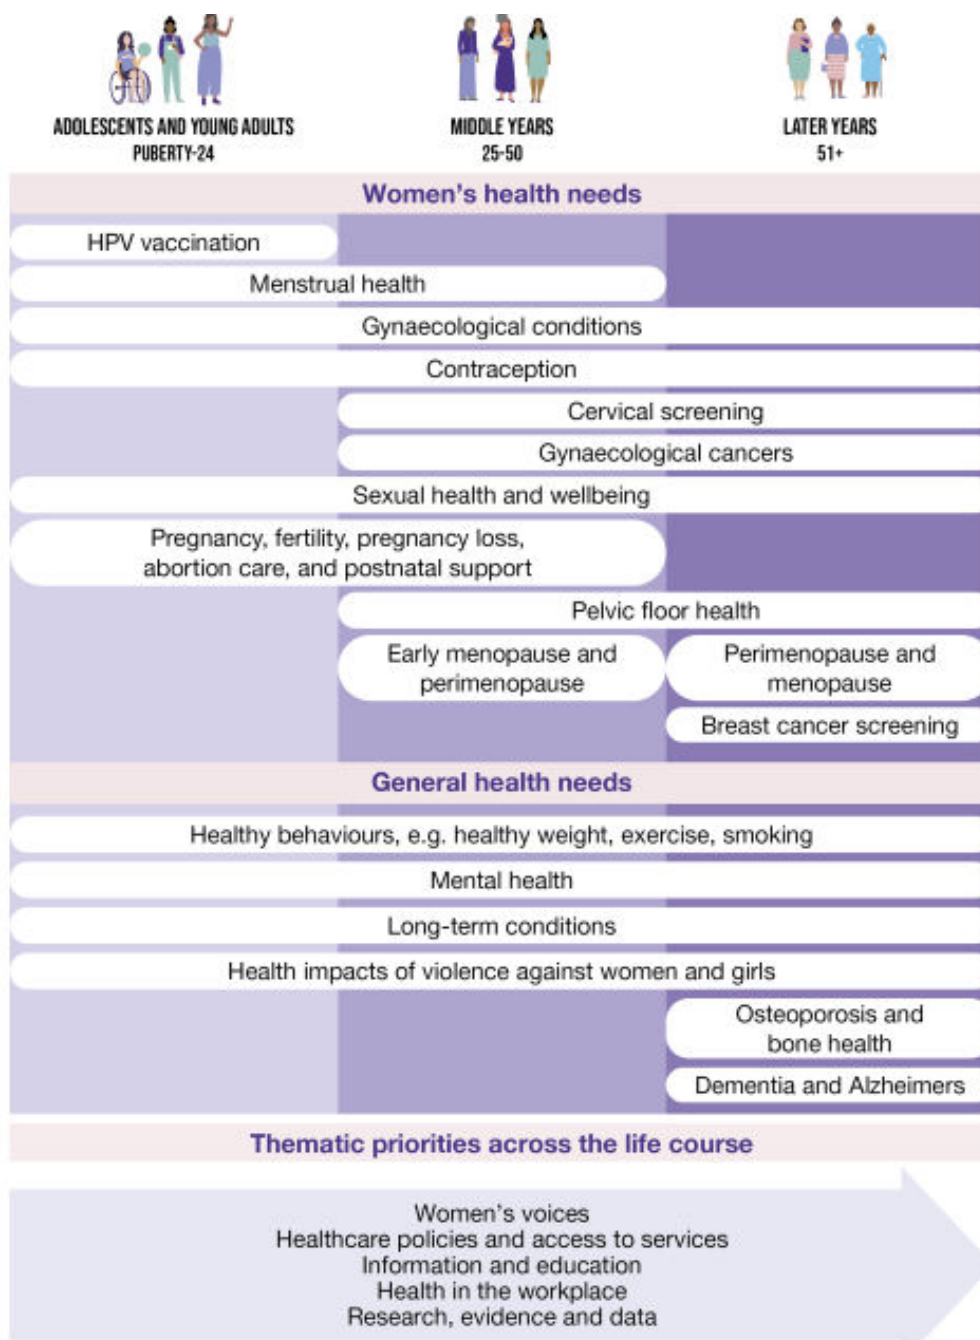 ADOLESCENTS AND YOUNG ADULTS
PUBERTY-24
MIDDLE YEARS
25-50
LATER YEARS
51+
Women's health needs
HPV vaccination
Menstrual health
Gynaecological conditions
Contraception
Cervical screening
Gynaecological cancers
Sexual health and wellbeing
Pregnancy, fertility, pregnancy loss,
abortion care, and postnatal support
Pelvic floor health
Early menopause and
perimenopause
Perimenopause and
menopause
Breast cancer screening
General health needs
Healthy behaviours, e.g. healthy weight, exercise, smoking
Mental health
Long-term conditions
Health impacts of violence against women and girls
Osteoporosis and
bone health
Dementia and Alzheimers
Thematic priorities across the life course
Women's voices
Healthcare policies and access to services
Information and education
Health in the workplace
Research, evidence and data